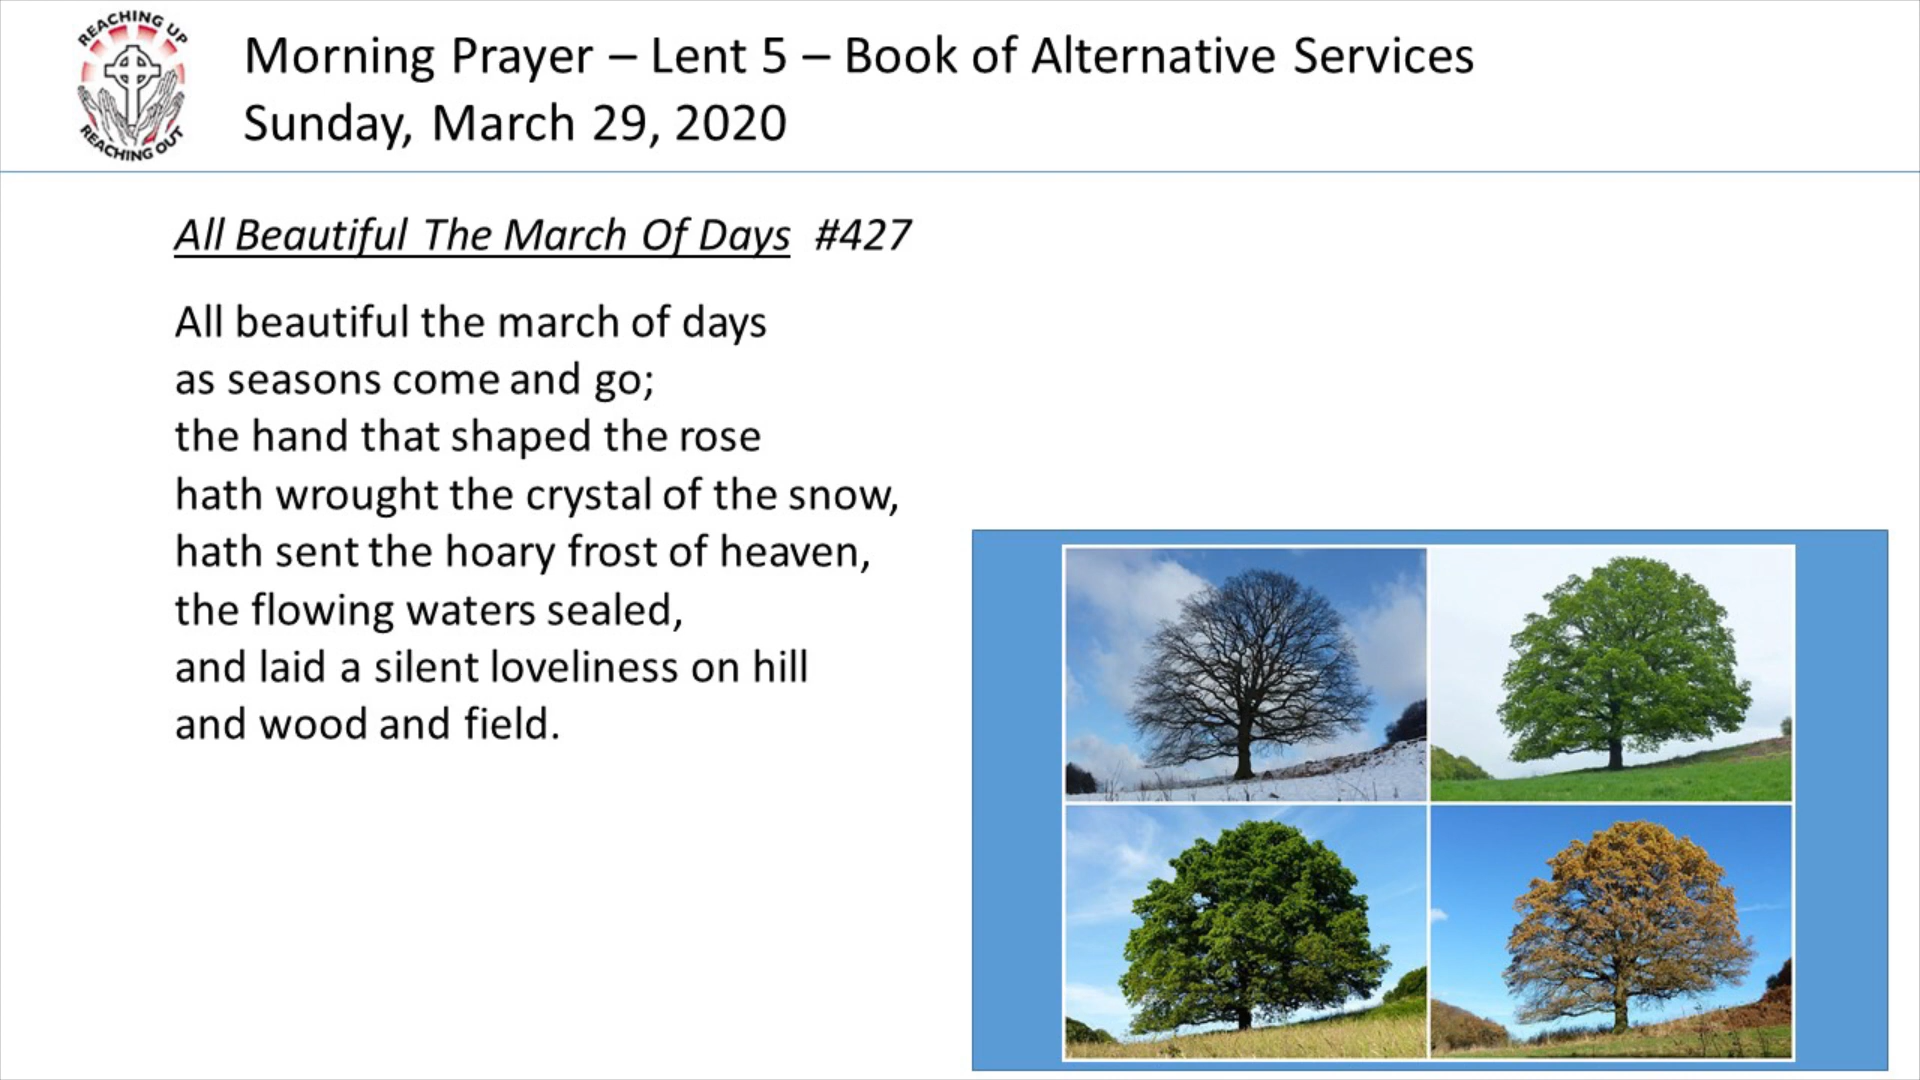 REACHING UP
REACHING OUT
Morning Prayer – Lent 5 – Book of Alternative Services
Sunday, March 29, 2020
All Beautiful The March Of Days #427
All beautiful the march of days
as seasons come and go;
the hand that shaped the rose
hath wrought the crystal of the snow,
hath sent the hoary frost of heaven,
the flowing waters sealed,
and laid a silent loveliness on hill
and wood and field.